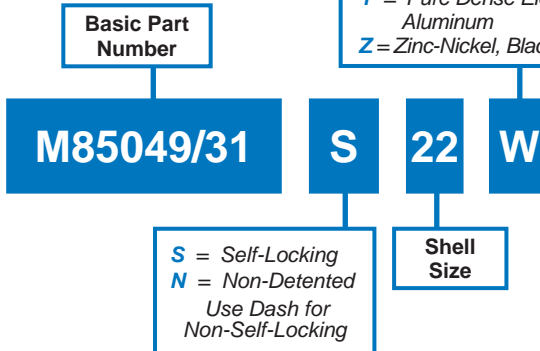 Aluminum
Z = Zinc-Nickel,
Basic Part
Number
M85049/31 S 22 W
S = Self-Locking
N = Non-Detented
Use Dash for
Non-Self-Locking
Shell
Size